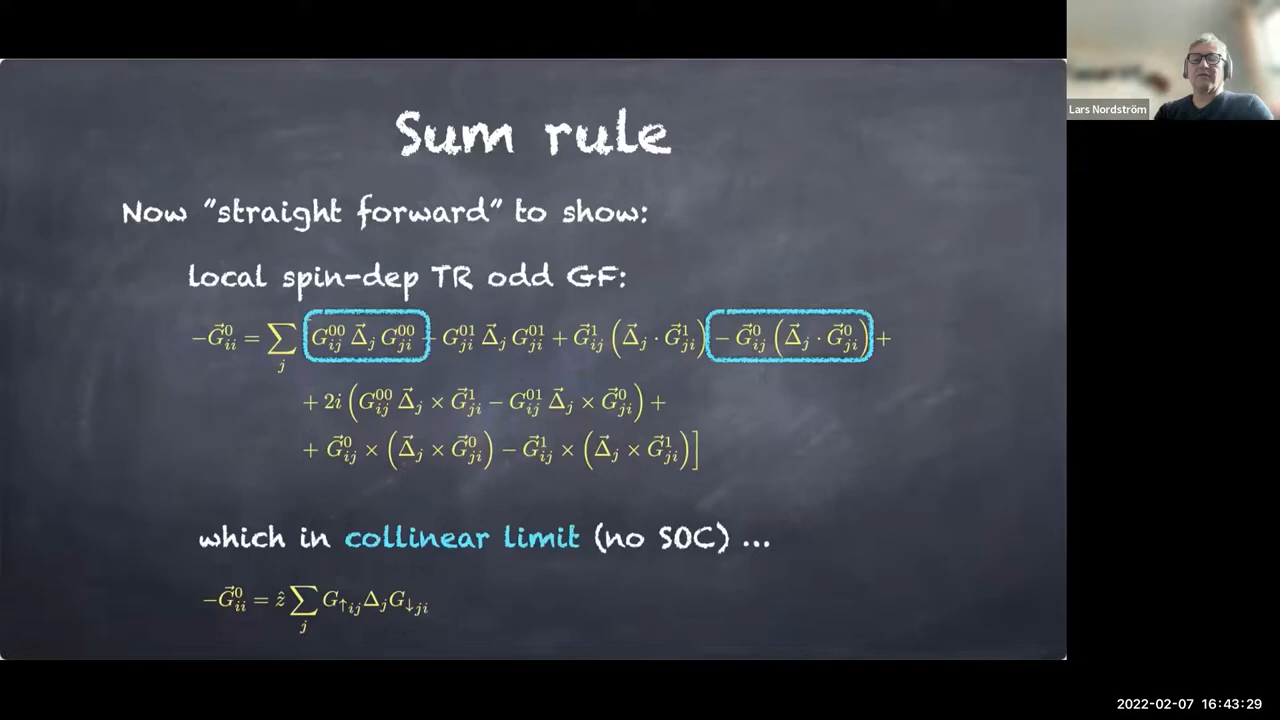 Sum rule
Lars Nordström
Now "straight forward" to show:
local spin-dep TR odd GF:
$-\vec{G}^0_{ii} = \sum_j G^{00}_{ij} \vec{\Delta}_j G^{00}_{ji} - G^{01}_{ji} \vec{\Delta}_j G^{01}_{ji} + \vec{G}^1_{ij} \left(\vec{\Delta}_j \cdot \vec{G}^1_{ji}\right) - \vec{G}^0_{ij} \left(\vec{\Delta}_j \cdot \vec{G}^0_{ji}\right) +$
$+ 2i \left(G^{00}_{ij} \vec{\Delta}_j \times \vec{G}^1_{ji} - G^{01}_{ij} \vec{\Delta}_j \times \vec{G}^0_{ji}\right) +$
$+ \vec{G}^0_{ij} \times \left(\vec{\Delta}_j \times \vec{G}^0_{ji}\right) - \vec{G}^1_{ij} \times \left(\vec{\Delta}_j \times \vec{G}^1_{ji}\right) ]$
which in collinear limit (no SOC) ...
$-\vec{G}^0_{ii} = \hat{z} \sum_j G_{\uparrow ij} \Delta_j G_{\downarrow ji}$
2022-02-07 16:43:29